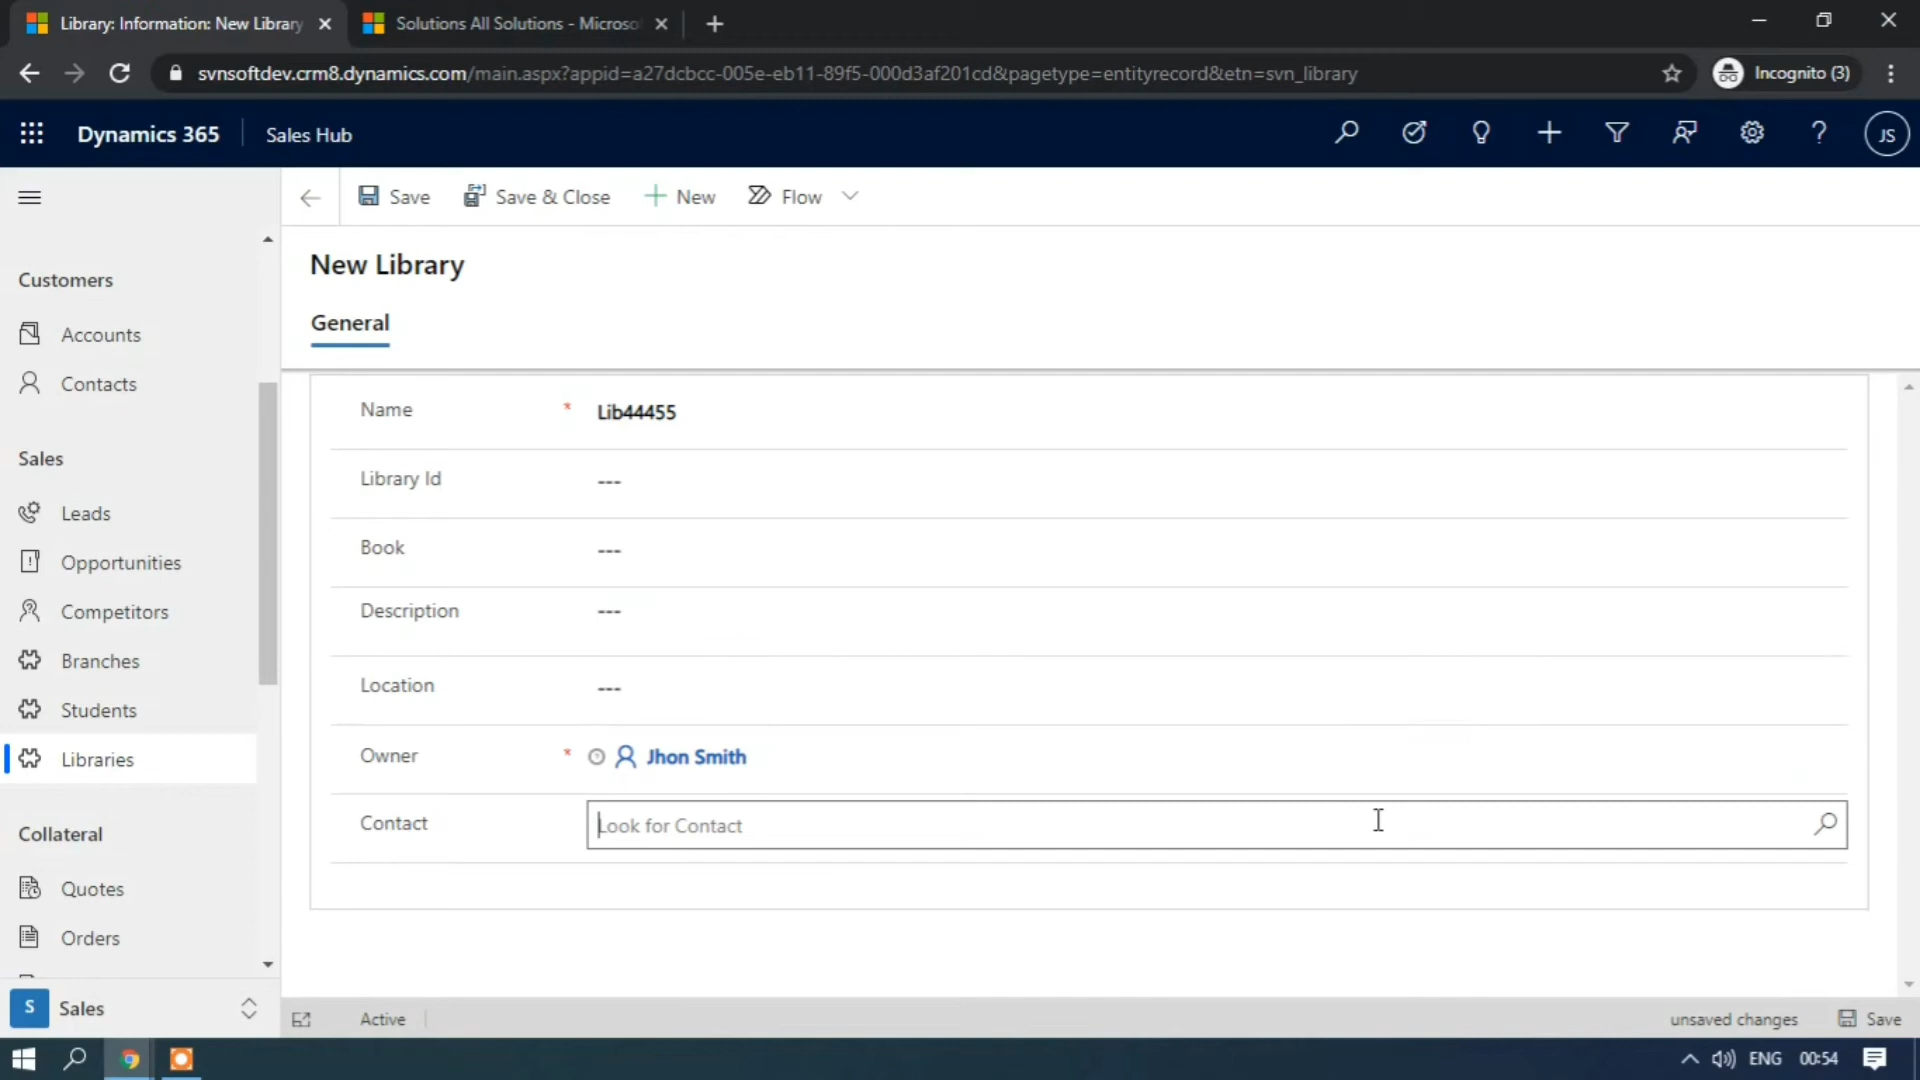 Library: Information: New Library
Solutions All Solutions - Microso
svnsoftdev.crm8.dynamics.com/main.aspx?appid=a27dcbcc-005e-eb11-89f5-000d3af201cd&pagetype=entityrecord&etn=svn_library
Incognito (3)
Dynamics 365
Sales Hub
JS
Save
Save & Close
New
Flow
New Library
General
Customers
Accounts
Contacts
Sales
Leads
Opportunities
Competitors
Branches
Students
Libraries
Collateral
Quotes
Orders
S Sales
Name * Lib44455
Library Id ---
Book ---
Description ---
Location ---
Owner * Jhon Smith
Contact Look for Contact
Active
unsaved changes
Save
ENG 00:54